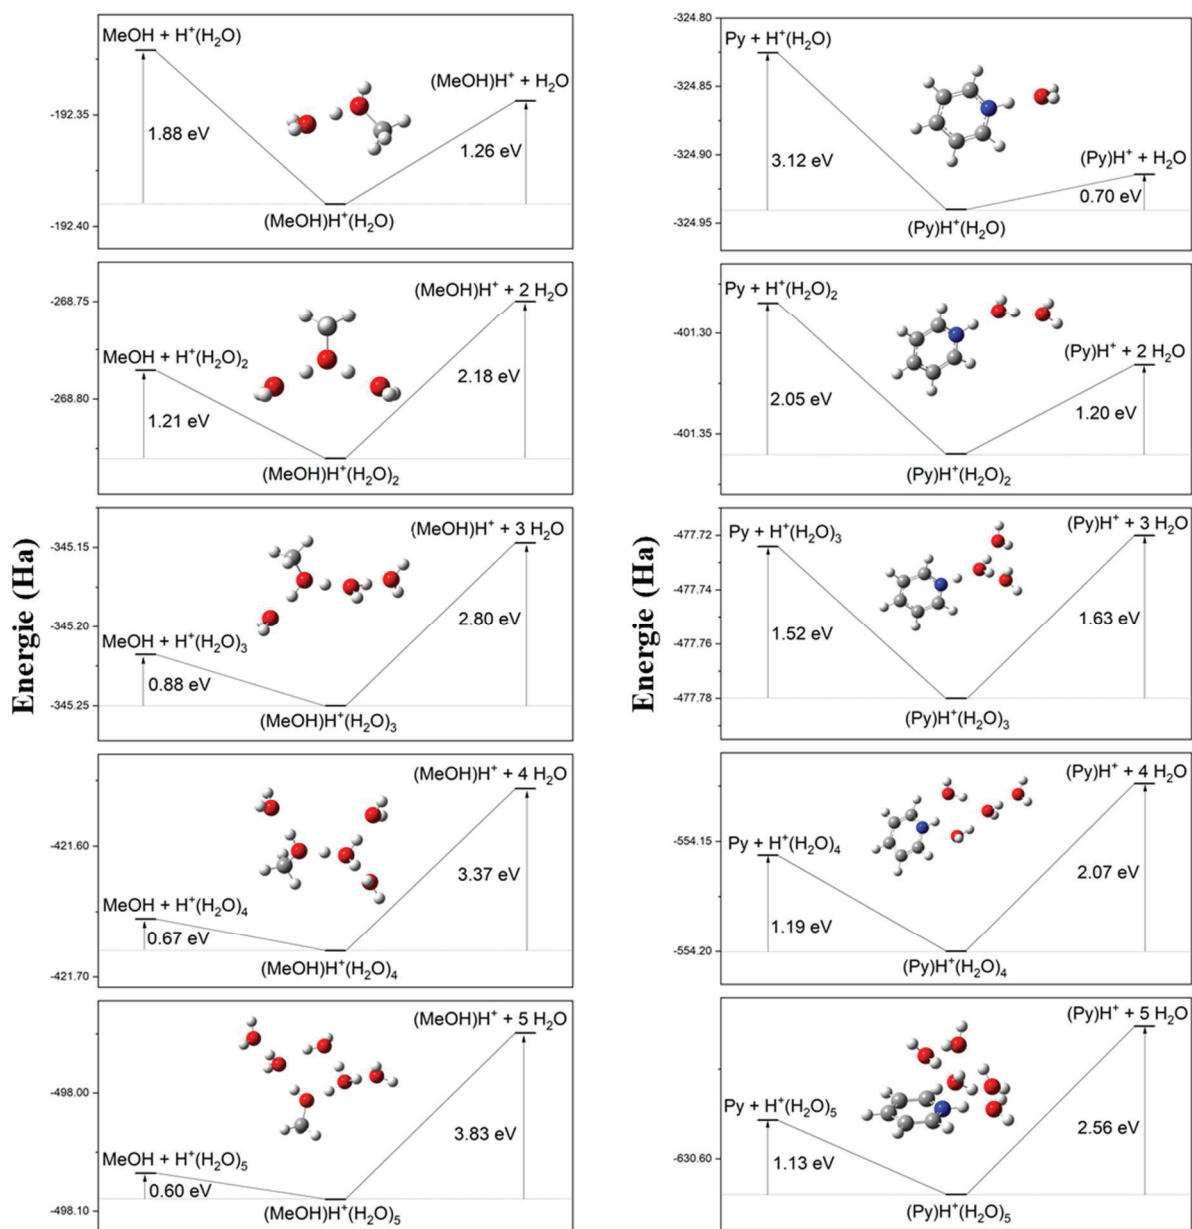 Energie (Ha)
MeOH + H⁺(H₂O)
(MeOH)H⁺ + H₂O
-192.35
1.88 eV
1.26 eV
(MeOH)H⁺(H₂O)
-192.40
(MeOH)H⁺ + 2 H₂O
-268.75
MeOH + H⁺(H₂O)₂
2.18 eV
-268.80
1.21 eV
(MeOH)H⁺(H₂O)₂
(MeOH)H⁺ + 3 H₂O
-345.15
2.80 eV
-345.20
MeOH + H⁺(H₂O)₃
0.88 eV
-345.25
(MeOH)H⁺(H₂O)₃
(MeOH)H⁺ + 4 H₂O
-421.60
3.37 eV
MeOH + H⁺(H₂O)₄
0.67 eV
(MeOH)H⁺(H₂O)₄
-421.70
(MeOH)H⁺ + 5 H₂O
-498.00
3.83 eV
MeOH + H⁺(H₂O)₅
0.60 eV
-498.10
(MeOH)H⁺(H₂O)₅
Energie (Ha)
-324.80
Py + H⁺(H₂O)
-324.85
-324.90
3.12 eV
(Py)H⁺ + H₂O
0.70 eV
-324.95
(Py)H⁺(H₂O)
Py + H⁺(H₂O)₂
-401.30
(Py)H⁺ + 2 H₂O
2.05 eV
1.20 eV
-401.35
(Py)H⁺(H₂O)₂
(Py)H⁺ + 3 H₂O
-477.72
Py + H⁺(H₂O)₃
-477.74
1.52 eV
1.63 eV
-477.76
-477.78
(Py)H⁺(H₂O)₃
(Py)H⁺ + 4 H₂O
-554.15
Py + H⁺(H₂O)₄
2.07 eV
1.19 eV
-554.20
(Py)H⁺(H₂O)₄
(Py)H⁺ + 5 H₂O
Py + H⁺(H₂O)₅
2.56 eV
-630.60
1.13 eV
(Py)H⁺(H₂O)₅